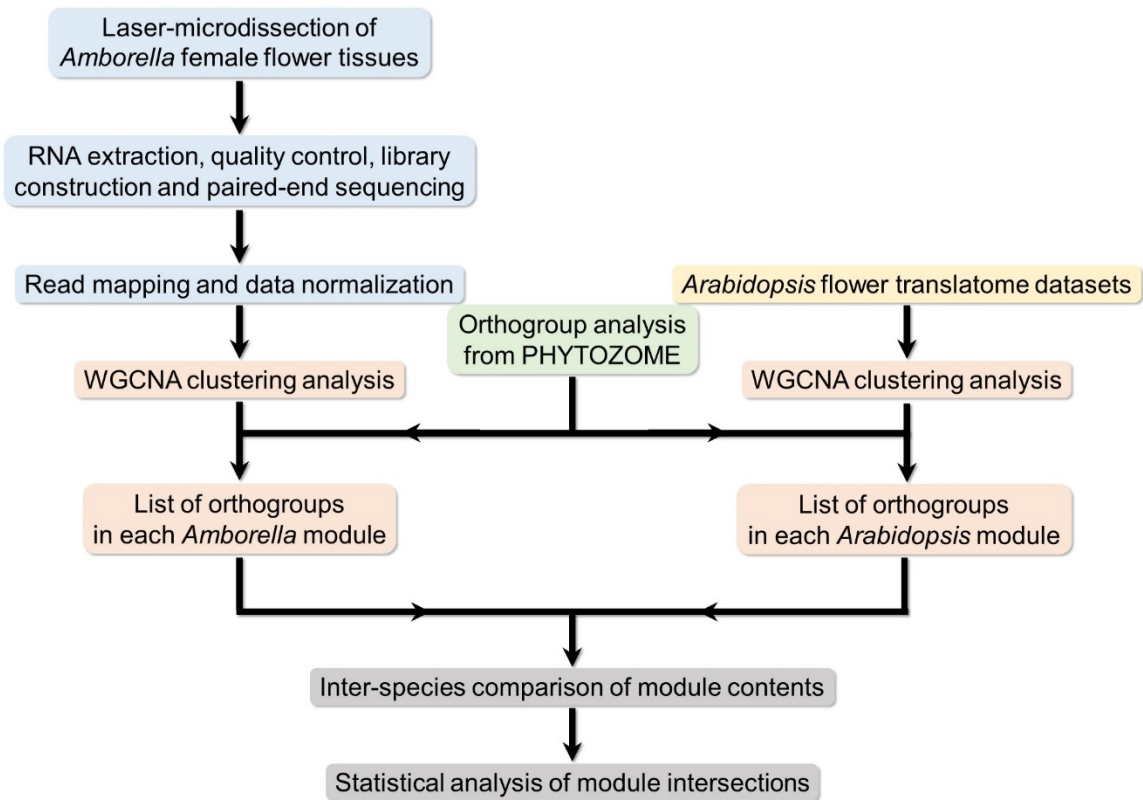 Laser-microdissection of
Amborella female flower tissues
RNA extraction, quality control, library
construction and paired-end sequencing
Read mapping and data normalization
Arabidopsis flower translatome datasets
Orthogroup analysis
from PHYTOZOME
WGCNA clustering analysis
WGCNA clustering analysis
List of orthogroups
in each Amborella module
List of orthogroups
in each Arabidopsis module
Inter-species comparison of module contents
Statistical analysis of module intersections